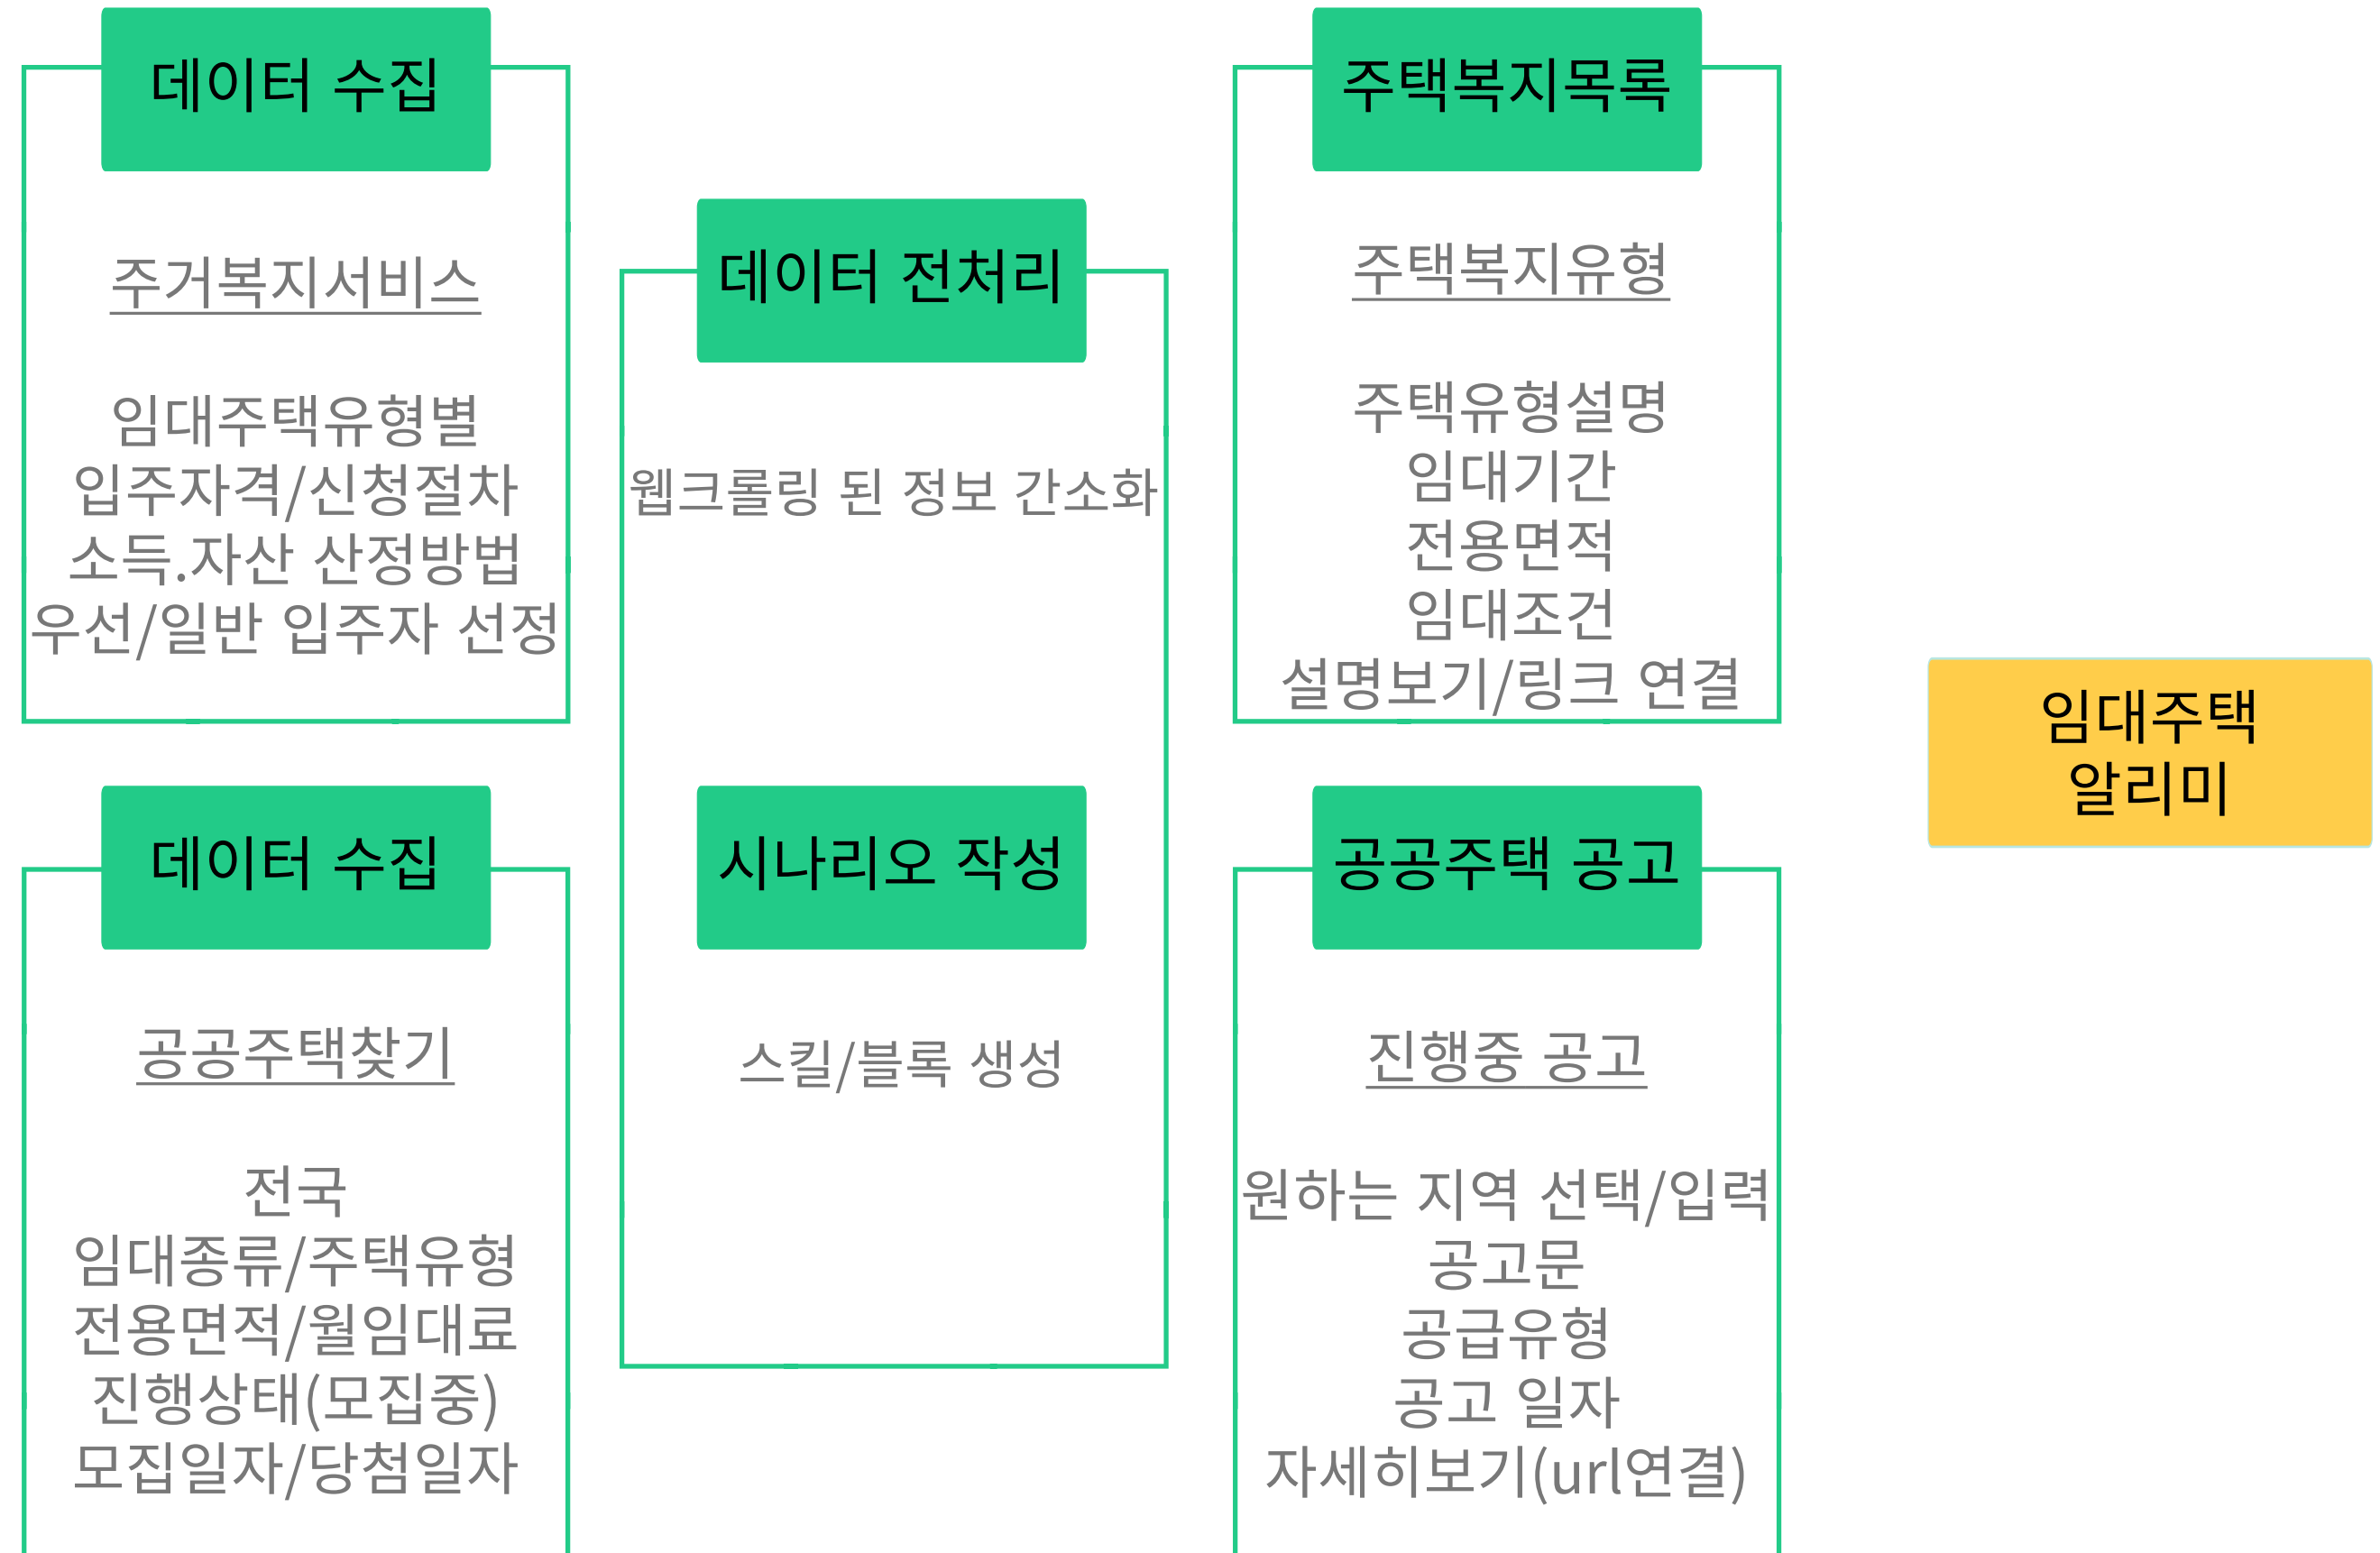 데이터 수집
주거복지서비스
임대주택유형별
입주자격/신청절차
소득.자산 산정방법
우선/일반 입주자 선정
데이터 수집
공공주택찾기
전국
임대종류/주택유형
전용면적/월임대료
진행상태(모집중)
모집일자/당첨일자
데이터 전처리
웹크롤링 된 정보 간소화
시나리오 작성
스킬/블록 생성
주택복지목록
주택복지유형
주택유형설명
임대기간
전용면적
임대조건
설명보기/링크 연결
공공주택 공고
진행중 공고
원하는 지역 선택/입력
공고문
공급유형
공고 일자
자세히보기(url연결)
임대주택
알리미